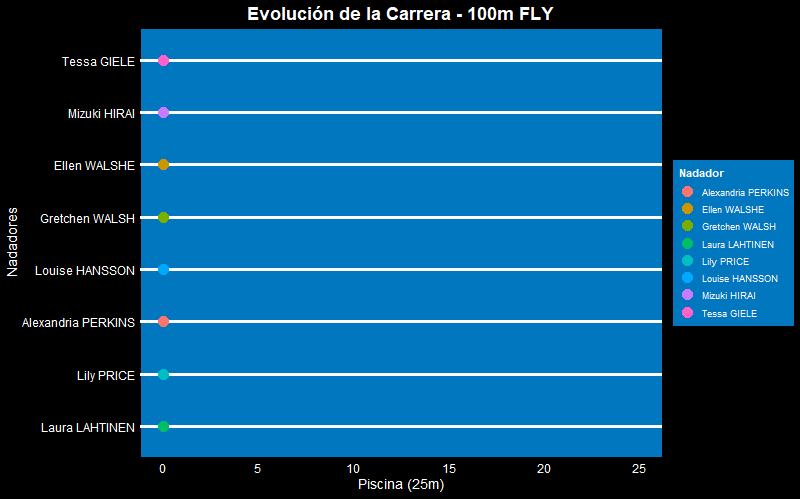 Evolución de la Carrera - 100m FLY
Nadadores
Tessa GIELE
Mizuki HIRAI
Ellen WALSHE
Gretchen WALSH
Louise HANSSON
Alexandria PERKINS
Lily PRICE
Laura LAHTINEN
0 5 10 15 20 25
Piscina (25m)
Nadador
Alexandria PERKINS
Ellen WALSHE
Gretchen WALSH
Laura LAHTINEN
Lily PRICE
Louise HANSSON
Mizuki HIRAI
Tessa GIELE